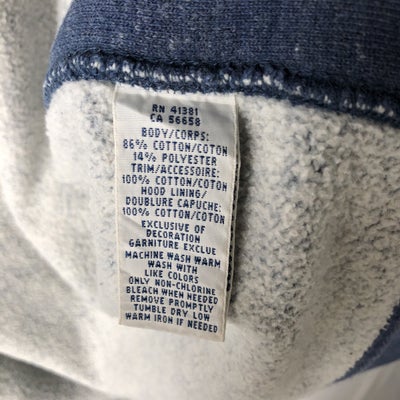 RN 41381
CA 56658
BODY/CORPS:
86% COTTON/COTON
14% POLYESTER
TRIM/ACCESSOIRE:
100% COTTON/COTON
HOOD LINING/
DOUBLURE CAPUCHE:
100% COTTON/COTON
EXCLUSIVE OF
DECORATION
GARNITURE EXCLUE
MACHINE WASH WARM
WASH WITH
LIKE COLORS
ONLY NON-CHLORINE
BLEACH WHEN NEEDED
REMOVE PROMPTLY
TUMBLE DRY LOW
WARM IRON IF NEEDED